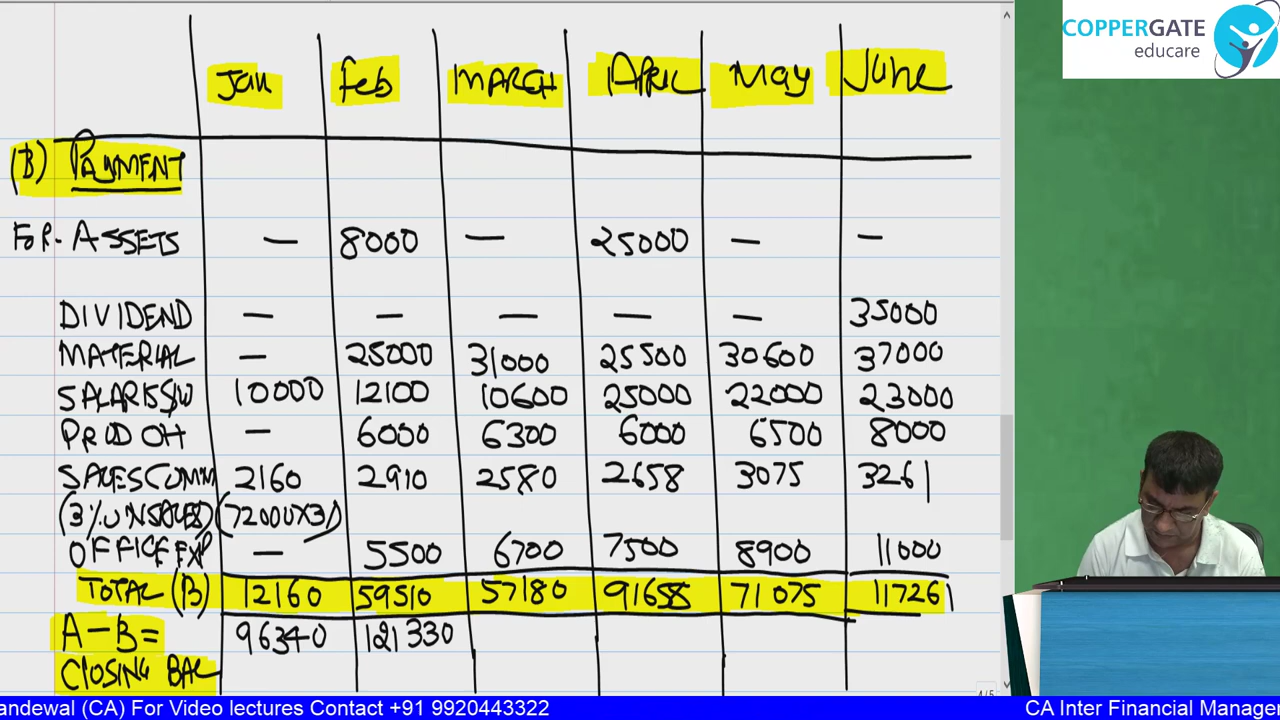 COPPERGATE
educare
Jan Feb MARCH APRIL May June
(B) PAYMENT
FOR- ASSETS — 8000 — 25000 — —
DIVIDEND — — — — — 35000
MATERIAL — 25000 31000 25500 30600 37000
SALARIS$W 10000 12100 10600 25000 22000 23000
PROD OH — 6000 6300 6000 6500 8000
SALES COMM 2160 2910 2580 2658 3075 3261
(3% ON SALES) (72000X3%)
OFFICE EXP — 5500 6700 7500 8900 11000
TOTAL (B) 12160 59510 57180 91658 71075 117261
A-B= 96340 121330
CLOSING BAL
4/5
andewal (CA) For Video lectures Contact +91 9920443322 CA Inter Financial Manager